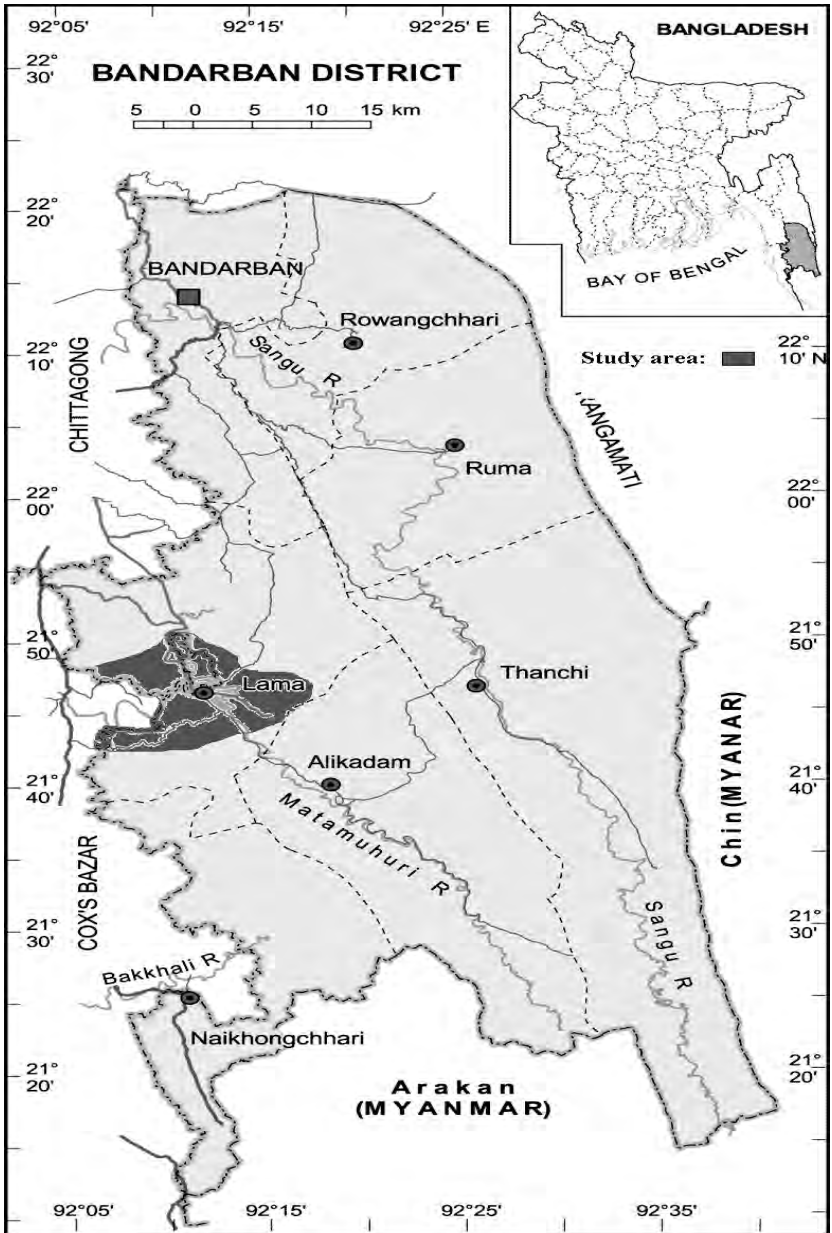 92°05'
92°15'
92°25' E
BANGLADESH
22°
30'
BANDARBAN DISTRICT
5 0 5 10 15 km
22°
20'
BAY OF BENGAL
BANDARBAN
Rowangchhari
Sangu R
22°
10'
Study area:
22°
10' N
CHITTAGONG
RANGAMATI
Ruma
22°
00'
22°
00'
21°
50'
21°
50'
Lama
Thanchi
Alikadam
21°
40'
21°
40'
Matamuhuri R
Chin(MYANAR)
COX'S BAZAR
Sangu R
21°
30'
21°
30'
Bakkhali R
Naikhongchhari
21°
20'
21°
20'
Arakan
(MYANMAR)
92°05'
92°15'
92°25'
92°35'